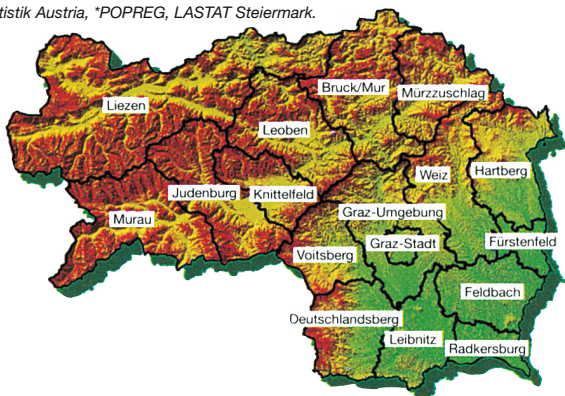 tistik Austria, *POPREG, LASTAT Steiermark.
Bruck/Mur
Mürzzuschlag
Liezen
Leoben
Weiz
Hartberg
Judenburg
Knittelfeld
Murau
Graz-Umgebung
Graz-Stadt
Fürstenfeld
Voitsberg
Feldbach
Deutschlandsberg
Leibnitz
Radkersburg